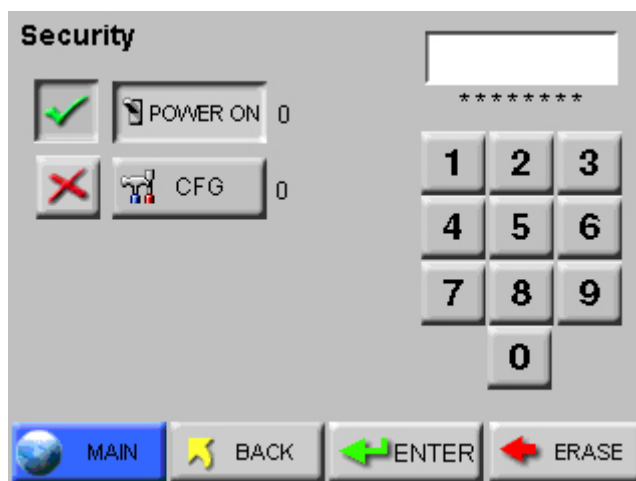 Security
********
POWER ON 0
CFG 0
1 2 3
4 5 6
7 8 9
0
MAIN BACK ENTER ERASE